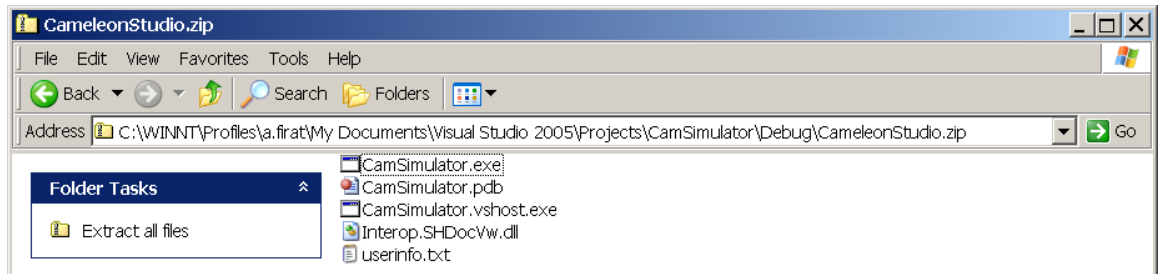 CameleonStudio.zip
File Edit View Favorites Tools Help
Back Search Folders
Address C:\WINNT\Profiles\a.firat\My Documents\Visual Studio 2005\Projects\CamSimulator\Debug\CameleonStudio.zip Go
Folder Tasks
Extract all files
CamSimulator.exe
CamSimulator.pdb
CamSimulator.vshost.exe
Interop.SHDocVw.dll
userinfo.txt